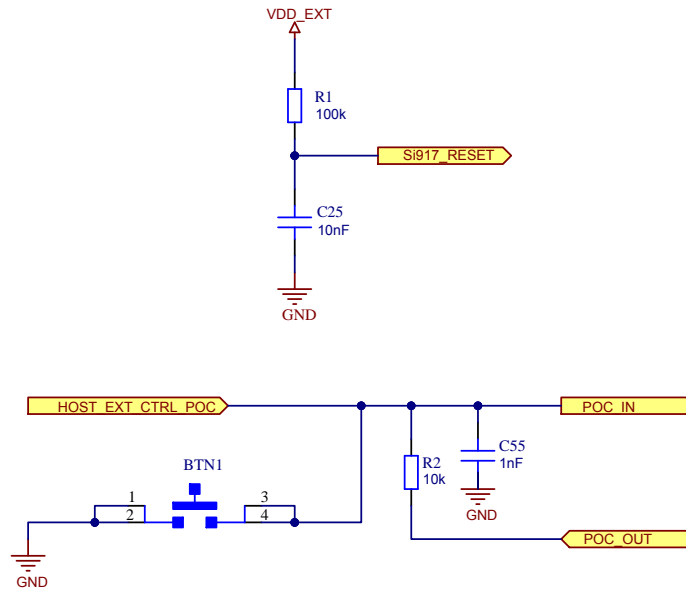 VDD_EXT
R1
100k
Si917_RESET
C25
10nF
GND
HOST_EXT_CTRL_POC
POC_IN
C55
1nF
R2
10k
BTN1
1
3
2
4
GND
POC_OUT
GND